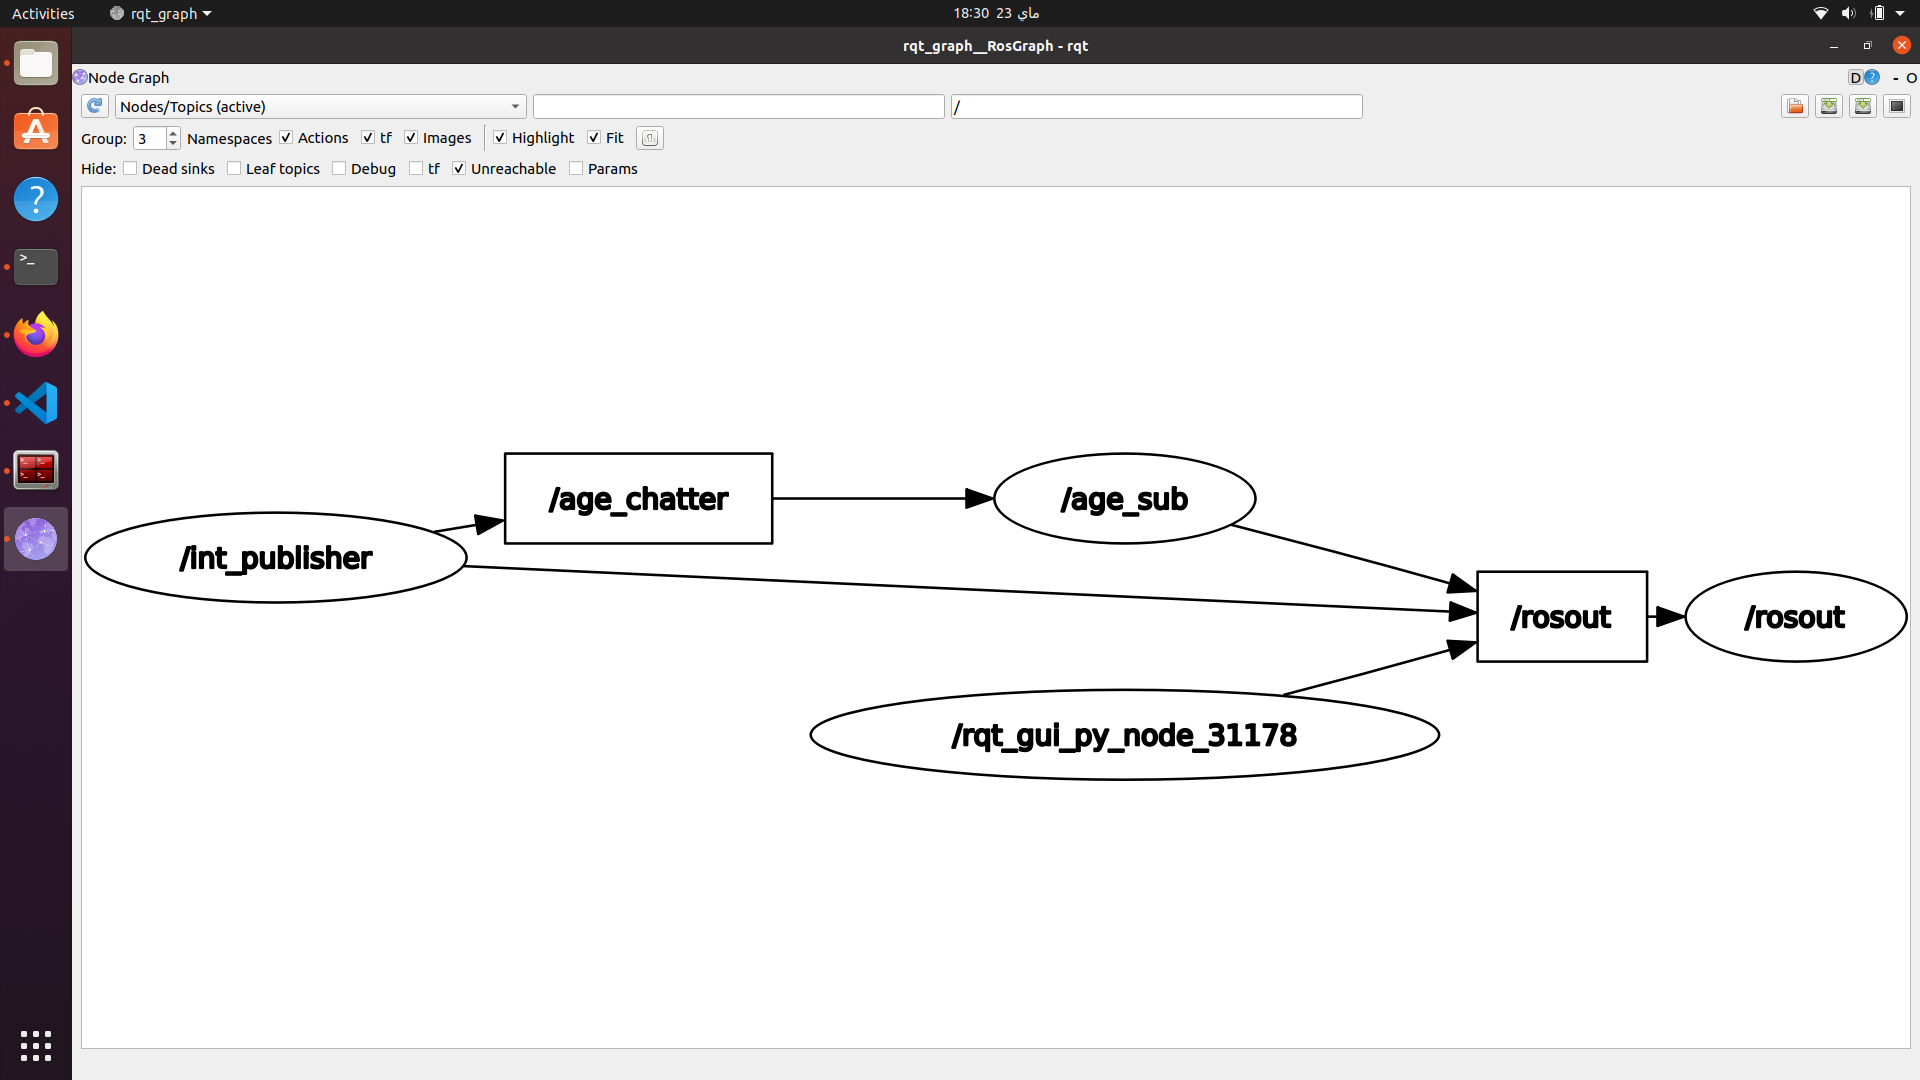 Activities rqt_graph 18:30 23 ماي
rqt_graph__RosGraph - rqt
Node Graph D ? - O
Nodes/Topics (active) /
Group: 3 Namespaces Actions tf Images Highlight Fit
Hide: Dead sinks Leaf topics Debug tf Unreachable Params
/age_chatter
/age_sub
/int_publisher
/rosout
/rosout
/rqt_gui_py_node_31178